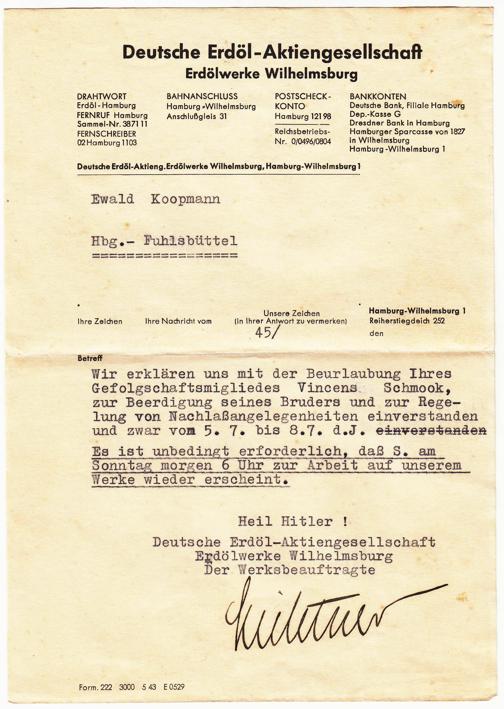 Deutsche Erdöl-Aktiengesellschaft
Erdölwerke Wilhelmsburg
DRAHTWORT
Erdöl-Hamburg
FERNRUF Hamburg
Sammel-Nr. 3871 11
FERNSCHREIBER
02 Hamburg 1103
BAHNANSCHLUSS
Hamburg-Wilhelmsburg
Anschlußgleis 31
POSTSCHECK-
KONTO
Hamburg 121 98
Reichsbetriebs-
Nr. 0/0496/0804
BANKKONTEN
Deutsche Bank, Filiale Hamburg
Dep.-Kasse G
Dresdner Bank in Hamburg
Hamburger Sparcasse von 1827
in Wilhelmsburg
Hamburg-Wilhelmsburg 1
Deutsche Erdöl-Aktieng. Erdölwerke Wilhelmsburg, Hamburg-Wilhelmsburg 1
Ewald Koopmann
Hbg.- Fuhlsbüttel
=================
Ihre Zeichen
Ihre Nachricht vom
Unsere Zeichen
(in Ihrer Antwort zu vermerken)
45/
Hamburg-Wilhelmsburg 1
Reiherstiegdeich 252
den
Betreff
Wir erklären uns mit der Beurlaubung Ihres
Gefolgschaftsmigliedes Vincens Schmook,
zur Beerdigung seines Bruders und zur Rege-
lung von Nachlaßangelegenheiten einverstanden
und zwar vom 5. 7. bis 8.7. d.J. einverstanden
Es ist unbedingt erforderlich, daß S. am
Sonntag morgen 6 Uhr zur Arbeit auf unserem
Werke wieder erscheint.
Heil Hitler !
Deutsche Erdöl-Aktiengesellschaft
Erdölwerke Wilhelmsburg
Der Werksbeauftragte
Form. 222 3000 5 43 E 0529